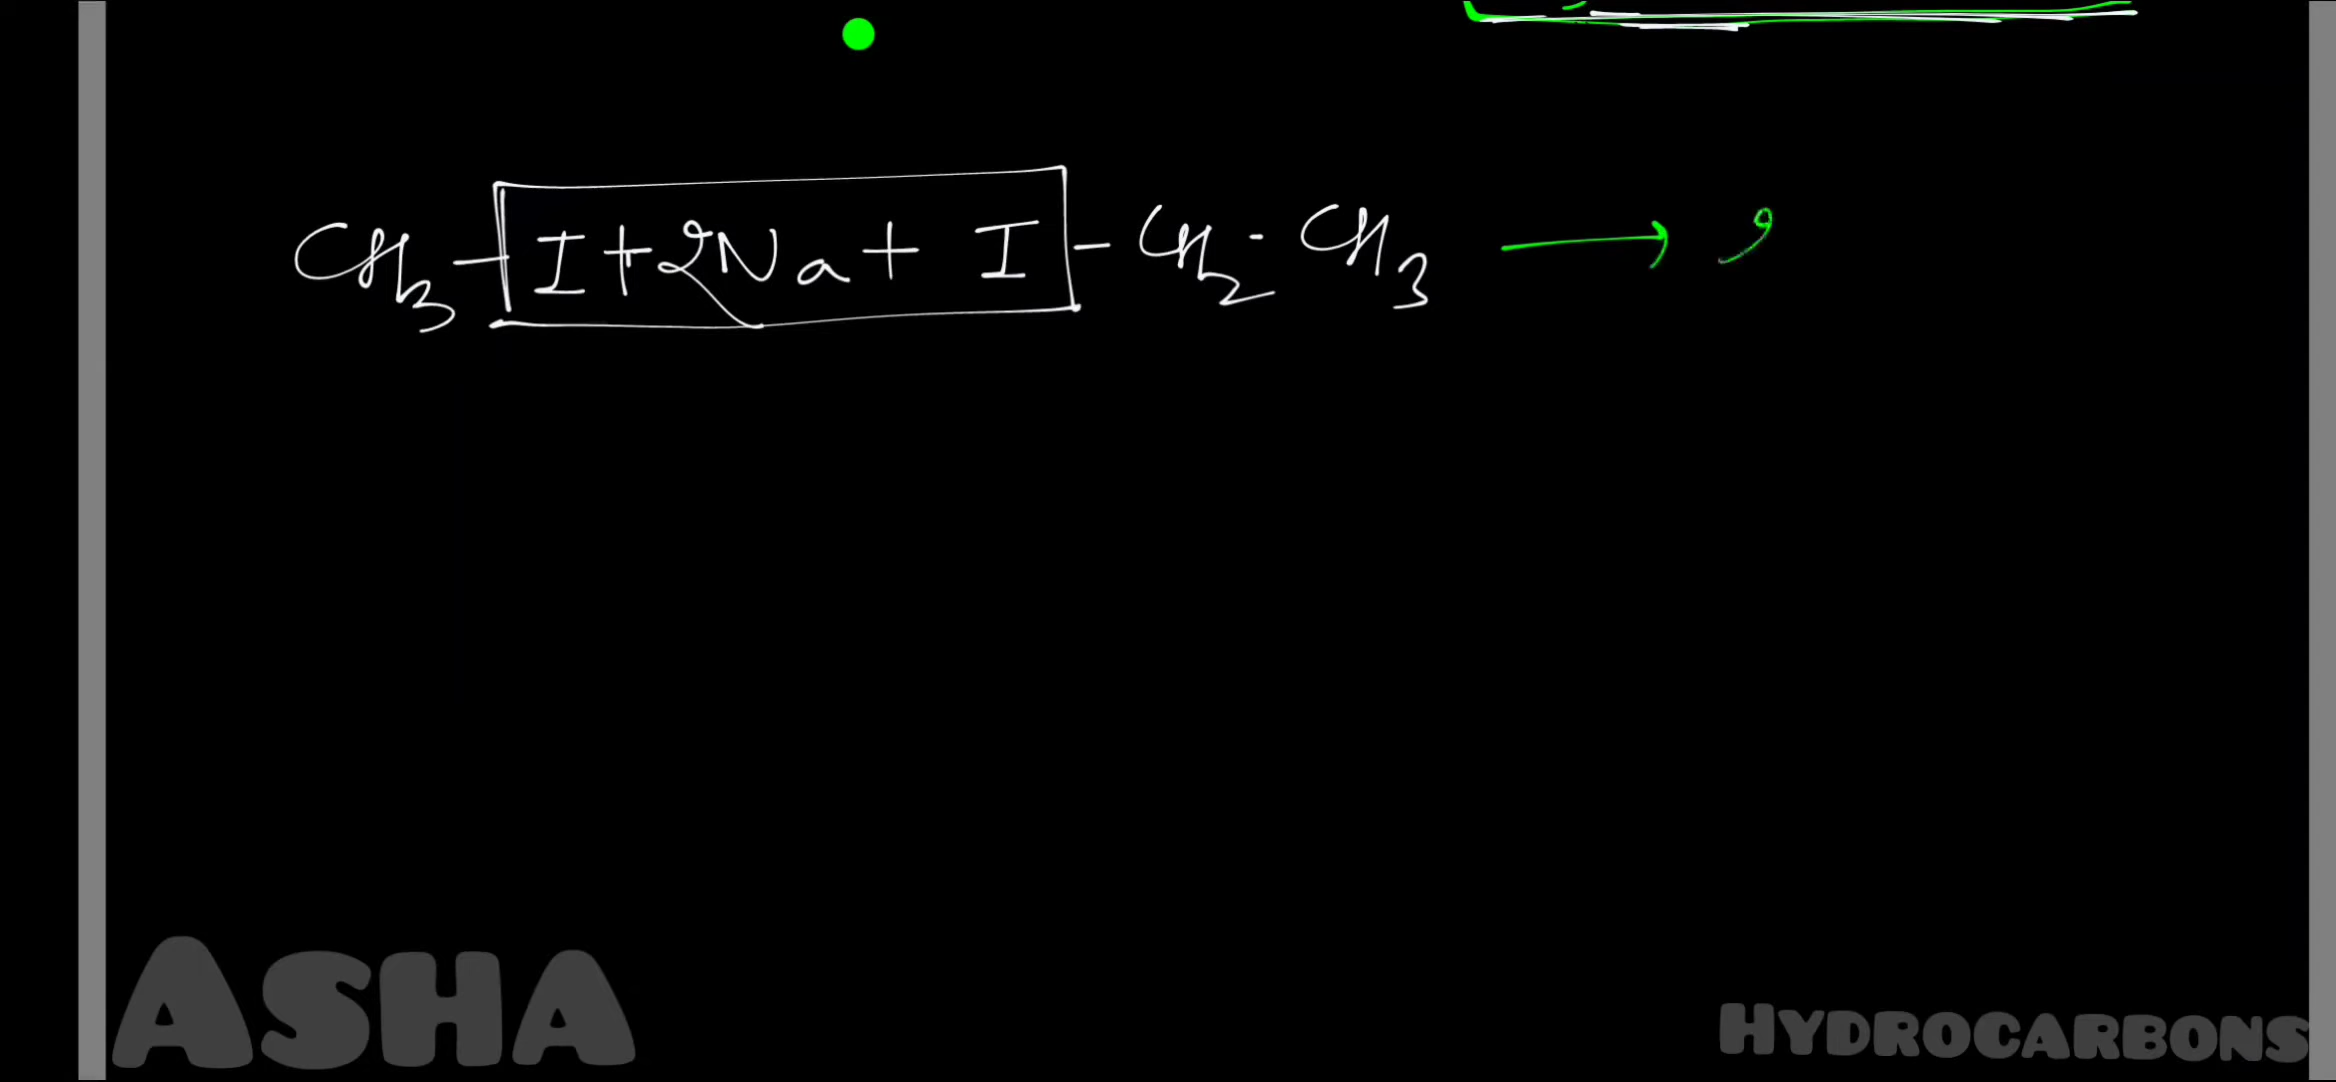 CH₃ - I + 2Na + I - CH₂ - CH₃ →
ASHA
HYDROCARBONS